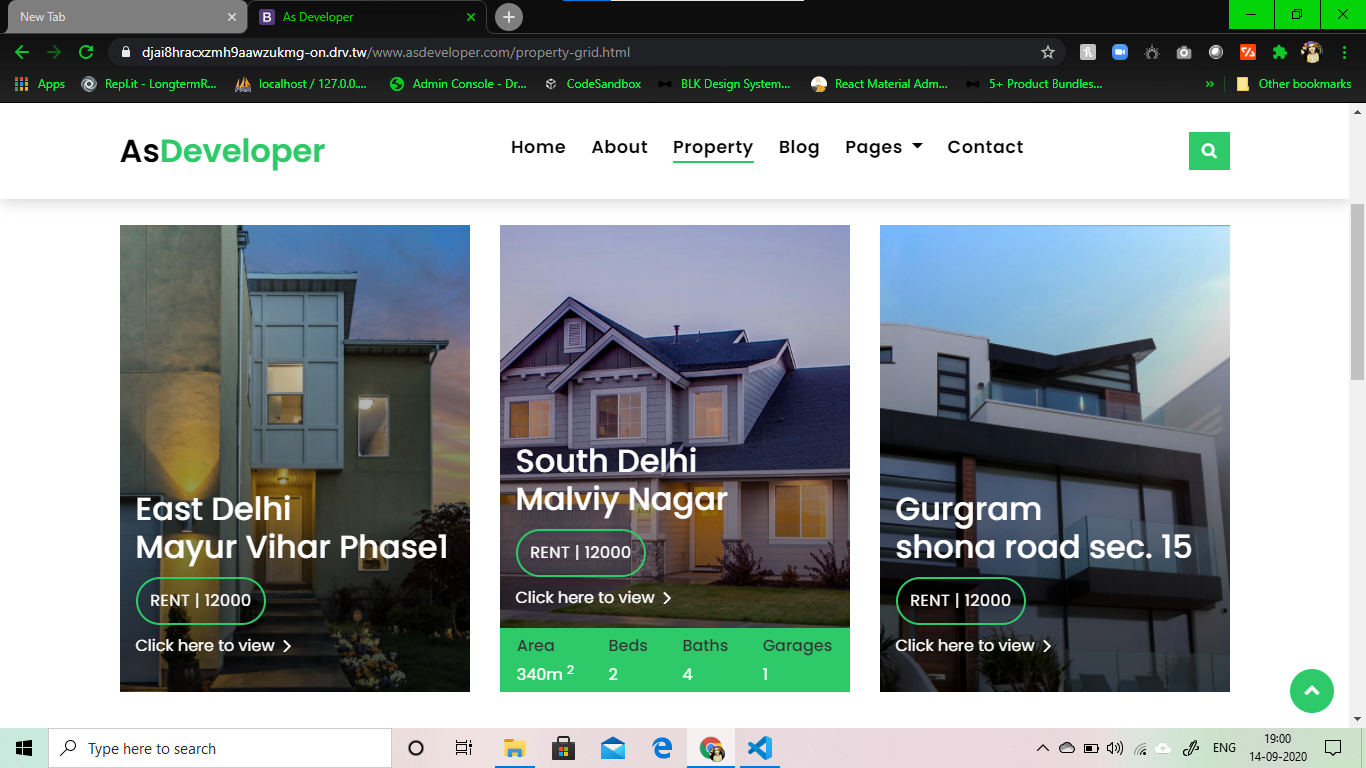 New Tab
As Developer
djai8hracxzmh9aawzukmg-on.drv.tw/www.asdeveloper.com/property-grid.html
Apps
Repl.it - LongtermR...
localhost / 127.0.0....
Admin Console - Dr...
CodeSandbox
BLK Design System...
React Material Adm...
5+ Product Bundles...
»
Other bookmarks
AsDeveloper
Home
About
Property
Blog
Pages
Contact
East Delhi
Mayur Vihar Phase1
RENT | 12000
Click here to view
South Delhi
Malviy Nagar
RENT | 12000
Click here to view
Area Beds Baths Garages
340m 2 2 4 1
Gurgram
shona road sec. 15
RENT | 12000
Click here to view
Type here to search
ENG
19:00
14-09-2020